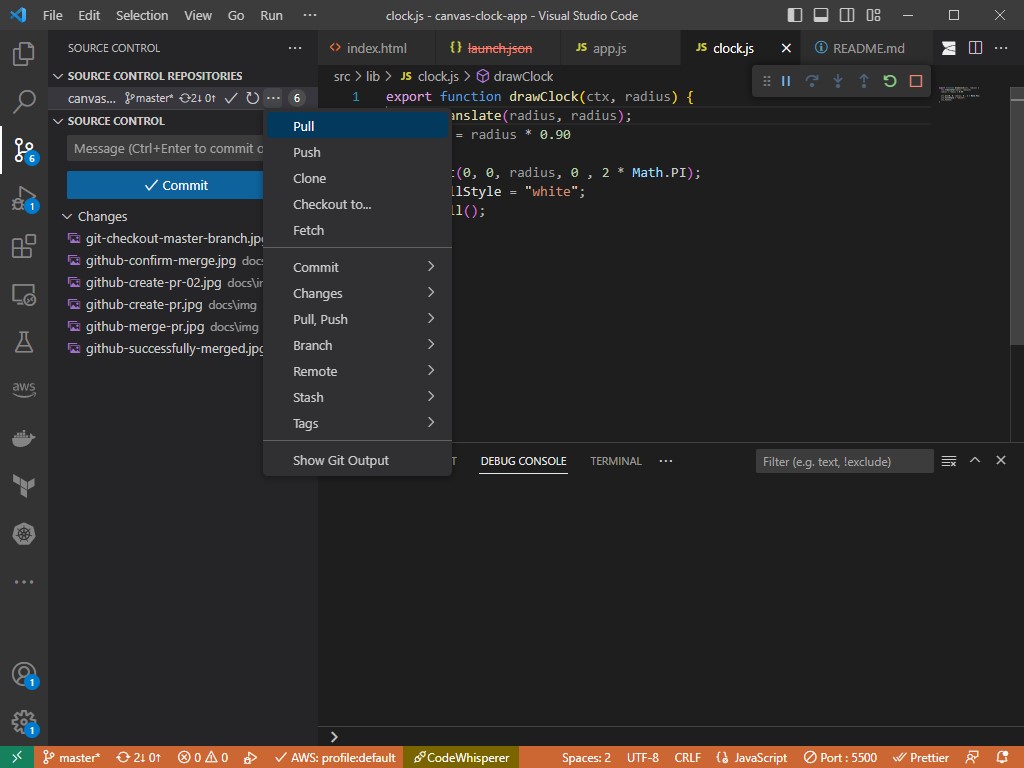 File Edit Selection View Go Run ··· clock.js - canvas-clock-app - Visual Studio Code
SOURCE CONTROL ···
SOURCE CONTROL REPOSITORIES
canvas... master* 2↓ 0↑ ··· 6
SOURCE CONTROL
Message (Ctrl+Enter to commit o
Commit
Changes
git-checkout-master-branch.jpg
github-confirm-merge.jpg docs
github-create-pr-02.jpg docs\in
github-create-pr.jpg docs\img
github-merge-pr.jpg docs\img
github-successfully-merged.jpg
6
1
aws
1
1
Pull
Push
Clone
Checkout to...
Fetch
Commit
Changes
Pull, Push
Branch
Remote
Stash
Tags
Show Git Output
index.html {} launch.json JS app.js JS clock.js README.md ···
src > lib > JS clock.js > drawClock
1 export function drawClock(ctx, radius) {
anslate(radius, radius);
= radius * 0.90
(0, 0, radius, 0 , 2 * Math.PI);
llStyle = "white";
ll();
T DEBUG CONSOLE TERMINAL ··· Filter (e.g. text, !exclude)
>
master* 2↓ 0↑ 0 0 AWS: profile:default CodeWhisperer Spaces: 2 UTF-8 CRLF {} JavaScript Port : 5500 Prettier